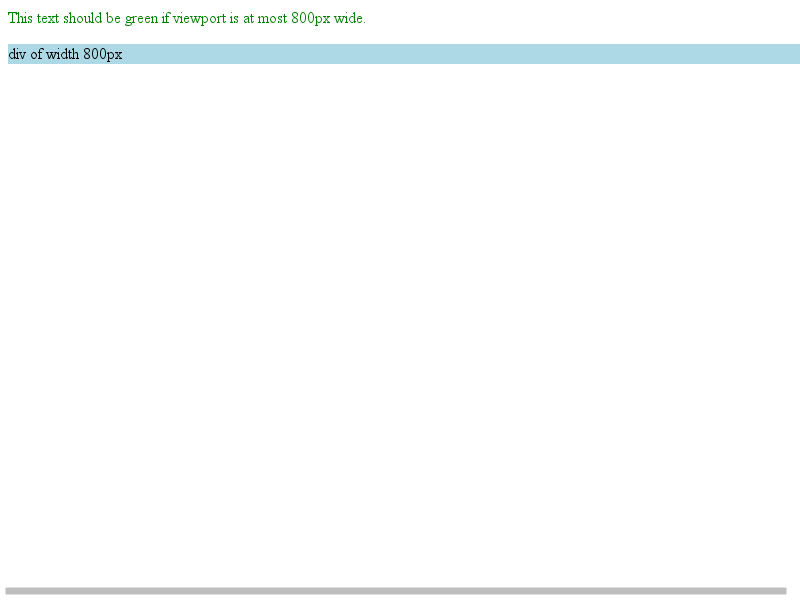 This text should be green if viewport is at most 800px wide.
div of width 800px